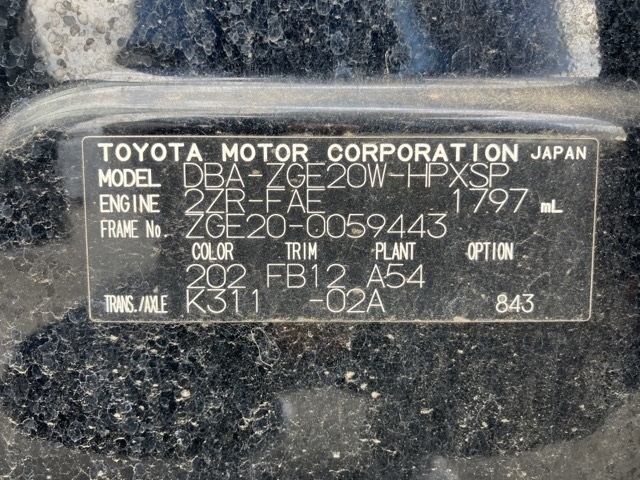 TOYOTA MOTOR CORPORATION JAPAN
MODEL DBA-ZGE20W-HPXSP
ENGINE 2ZR-FAE 1797 mL
FRAME No. ZGE20-0059443
COLOR TRIM PLANT OPTION
202 FB12 A54
TRANS./AXLE K311 -02A 843